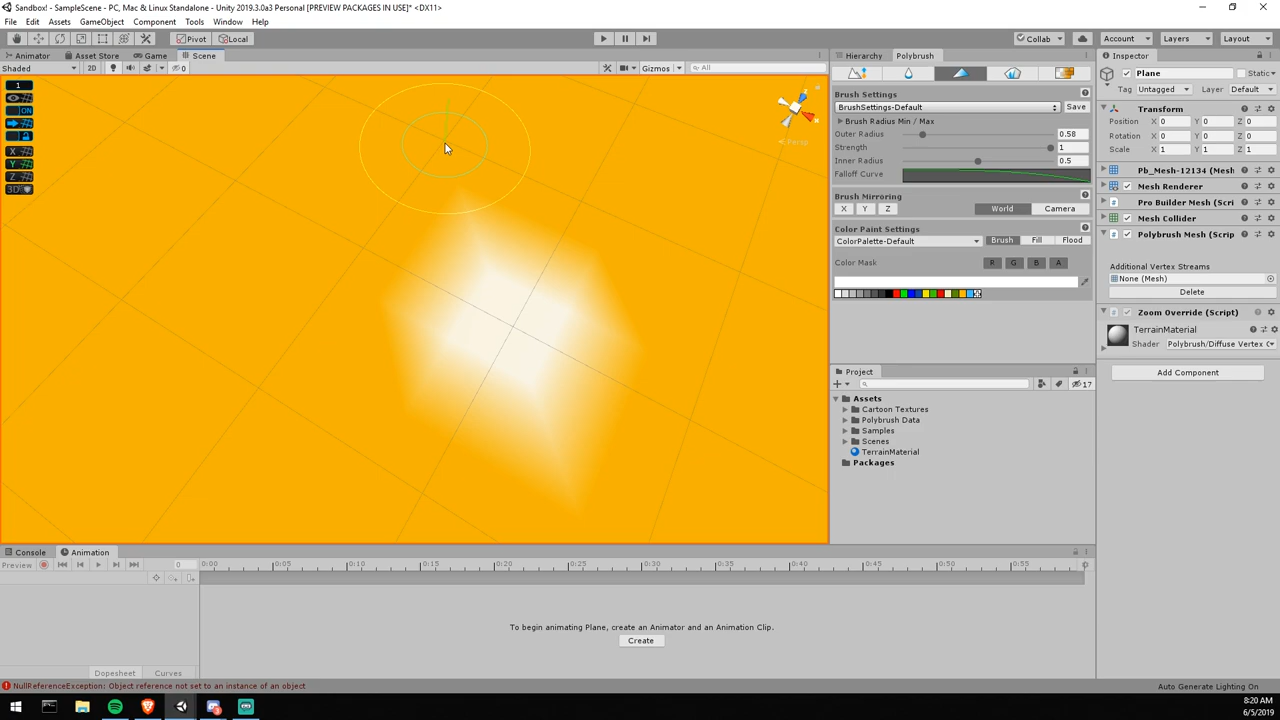 Sandbox! - SampleScene - PC, Mac & Linux Standalone - Unity 2019.3.0a3 Personal [PREVIEW PACKAGES IN USE]* <DX11>
File Edit Assets GameObject Component Tools Window Help
Pivot Local Collab Account Layers Layout
Animator Asset Store Game Scene Hierarchy Polybrush Inspector
Shaded 2D 0 Gizmos All
1
ON
X
Y
Z
3D
Persp
Brush Settings
BrushSettings-Default Save
Brush Radius Min / Max
Outer Radius 0.58
Strength 1
Inner Radius 0.5
Falloff Curve
Brush Mirroring
X Y Z World Camera
Color Paint Settings
ColorPalette-Default Brush Fill Flood
Color Mask R G B A
Plane Static
Tag Untagged Layer Default
Transform
Position X 0 Y 0 Z 0
Rotation X 0 Y 0 Z 0
Scale X 1 Y 1 Z 1
Pb_Mesh-12134 (Mesh
Mesh Renderer
Pro Builder Mesh (Scri
Mesh Collider
Polybrush Mesh (Scrip
Additional Vertex Streams
None (Mesh)
Delete
Zoom Override (Script)
TerrainMaterial
Shader Polybrush/Diffuse Vertex C
Add Component
Project
17
Assets
Cartoon Textures
Polybrush Data
Samples
Scenes
TerrainMaterial
Packages
Console Animation
Preview 0 0:00 0:05 0:10 0:15 0:20 0:25 0:30 0:35 0:40 0:45 0:50 0:55
To begin animating Plane, create an Animator and an Animation Clip.
Create
Dopesheet Curves
NullReferenceException: Object reference not set to an instance of an object Auto Generate Lighting On
8:20 AM
6/5/2019